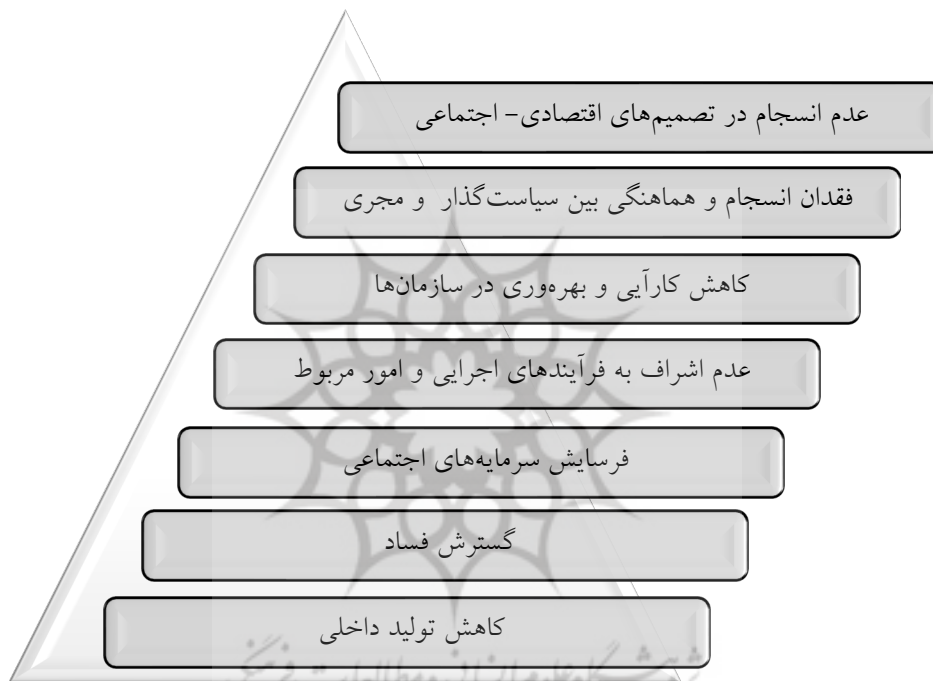 عدم انسجام در تصمیم‌های اقتصادی- اجتماعی
فقدان انسجام و هماهنگی بین سیاست‌گذار و مجری
کاهش کارآیی و بهره‌وری در سازمان‌ها
عدم اشراف به فرآیندهای اجرایی و امور مربوط
فرسایش سرمایه‌های اجتماعی
گسترش فساد
کاهش تولید داخلی